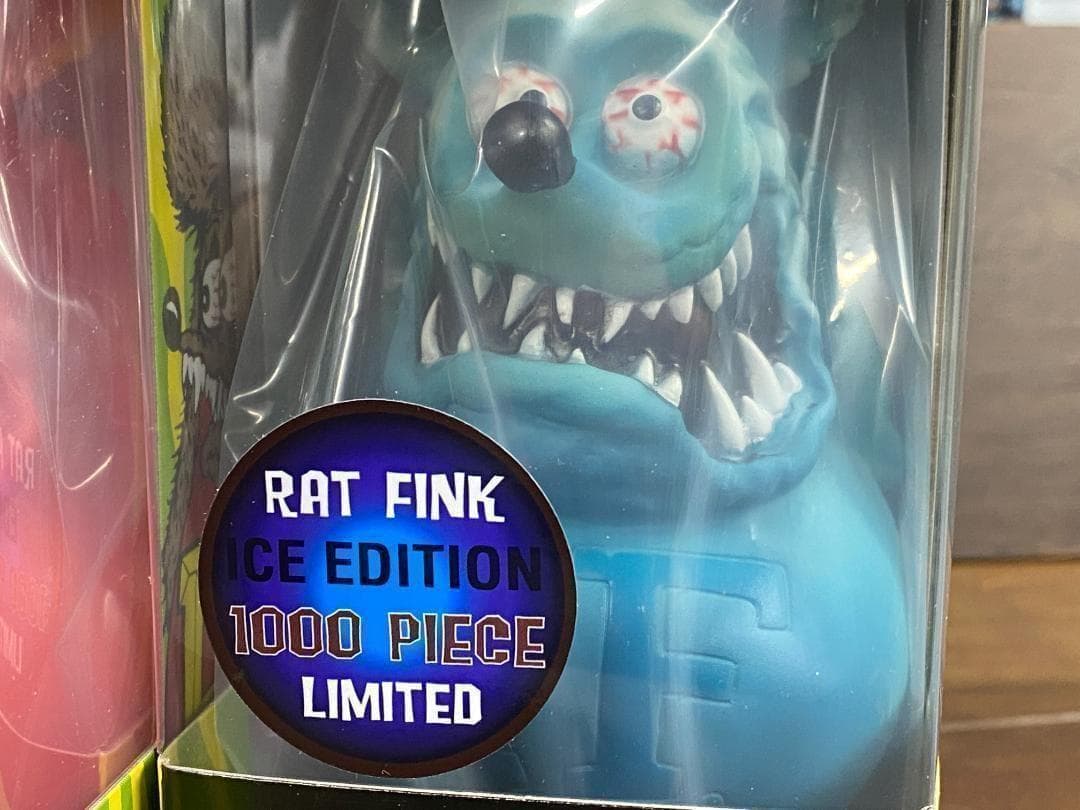 RAT FINK
ICE EDITION
1000 PIECE
LIMITED
F